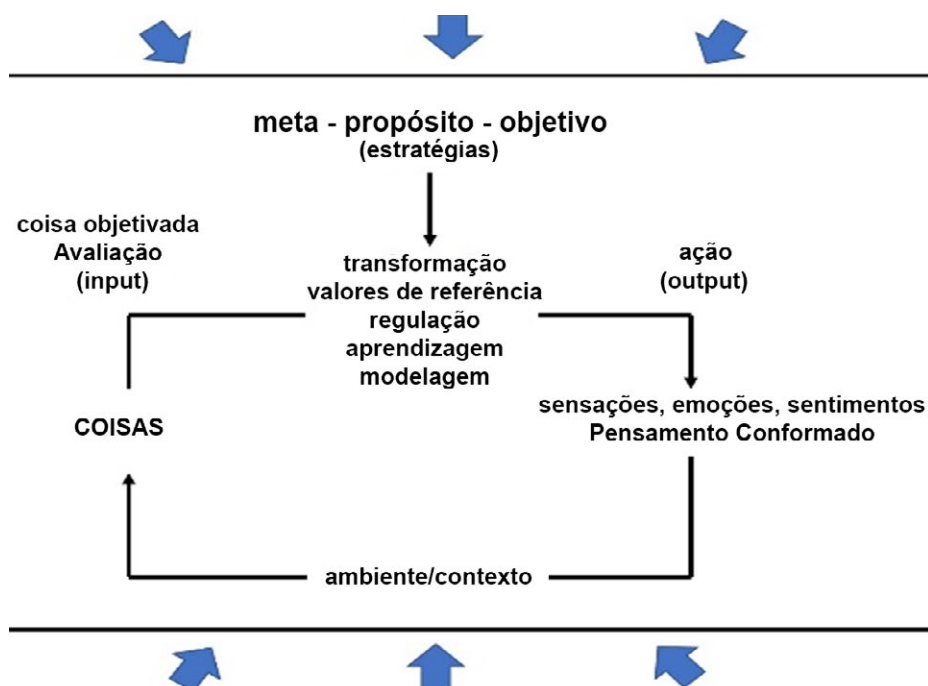 meta - propósito - objetivo
(estratégias)
coisa objetivada
Avaliação
(input)
transformação
valores de referência
regulação
aprendizagem
modelagem
ação
(output)
COISAS
sensações, emoções, sentimentos
Pensamento Conformado
ambiente/contexto